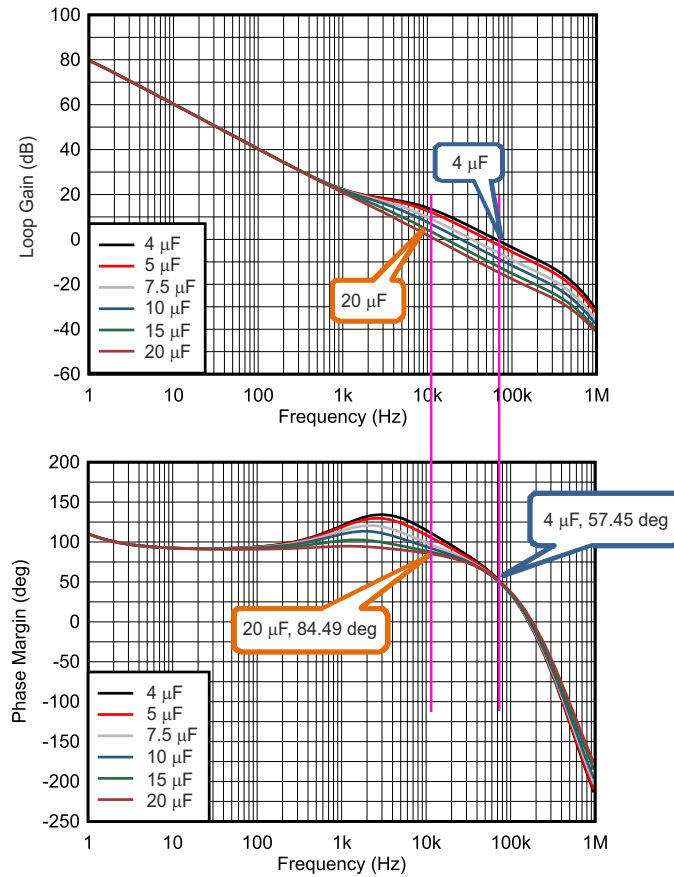 100
80
60
40
20
0
-20
-40
-60
Loop Gain (dB)
4 μF
20 μF
4 μF
5 μF
7.5 μF
10 μF
15 μF
20 μF
1 10 100 1k 10k 100k 1M
Frequency (Hz)
200
150
100
50
0
-50
-100
-150
-200
-250
Phase Margin (deg)
4 μF, 57.45 deg
20 μF, 84.49 deg
4 μF
5 μF
7.5 μF
10 μF
15 μF
20 μF
1 10 100 1k 10k 100k 1M
Frequency (Hz)